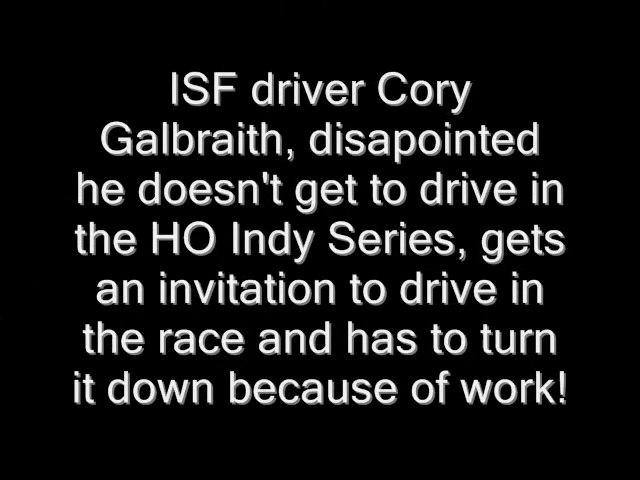 ISF driver Cory
Galbraith, disapointed
he doesn't get to drive in
the HO Indy Series, gets
an invitation to drive in
the race and has to turn
it down because of work!